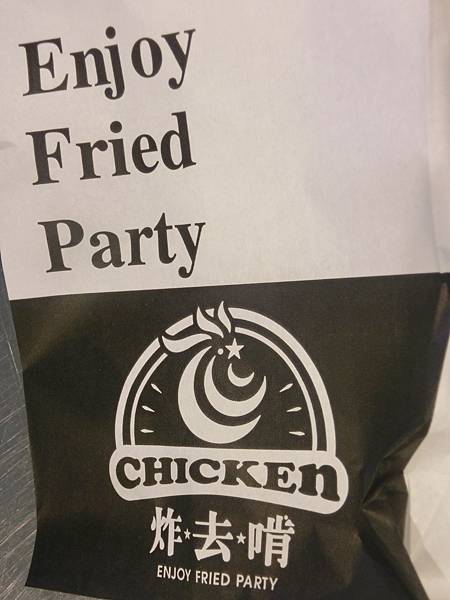 Enjoy
Fried
Party
CHICKEN
炸★去★啃
ENJOY FRIED PARTY